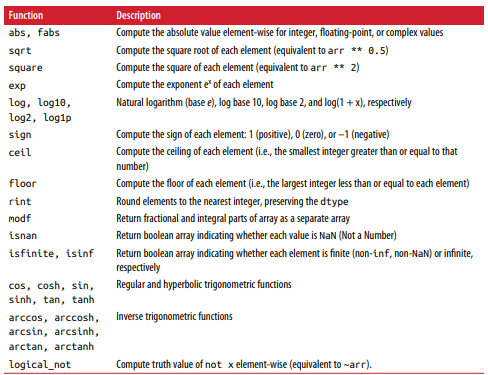 Function Description
abs, fabs Compute the absolute value element-wise for integer, floating-point, or complex values
sqrt Compute the square root of each element (equivalent to arr ** 0.5)
square Compute the square of each element (equivalent to arr ** 2)
exp Compute the exponent eˣ of each element
log, log10, Natural logarithm (base e), log base 10, log base 2, and log(1 + x), respectively
log2, log1p
sign Compute the sign of each element: 1 (positive), 0 (zero), or –1 (negative)
ceil Compute the ceiling of each element (i.e., the smallest integer greater than or equal to that
number)
floor Compute the floor of each element (i.e., the largest integer less than or equal to each element)
rint Round elements to the nearest integer, preserving the dtype
modf Return fractional and integral parts of array as a separate array
isnan Return boolean array indicating whether each value is NaN (Not a Number)
isfinite, isinf Return boolean array indicating whether each element is finite (non-inf, non-NaN) or infinite,
respectively
cos, cosh, sin, Regular and hyperbolic trigonometric functions
sinh, tan, tanh
arccos, arccosh, Inverse trigonometric functions
arcsin, arcsinh,
arctan, arctanh
logical_not Compute truth value of not x element-wise (equivalent to ~arr).